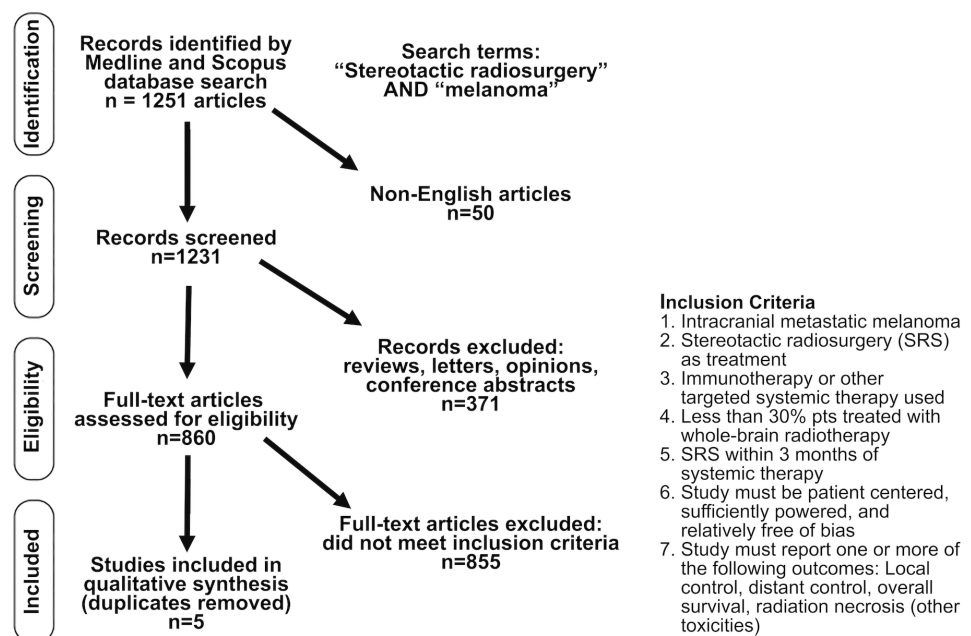 Identification
Records identified by
Medline and Scopus
database search
n = 1251 articles
Search terms:
“Stereotactic radiosurgery”
AND “melanoma”
Non-English articles
n=50
Screening
Records screened
n=1231
Records excluded:
reviews, letters, opinions,
conference abstracts
n=371
Eligibility
Full-text articles
assessed for eligibility
n=860
Full-text articles excluded:
did not meet inclusion criteria
n=855
Included
Studies included in
qualitative synthesis
(duplicates removed)
n=5
Inclusion Criteria
1. Intracranial metastatic melanoma
2. Stereotactic radiosurgery (SRS)
as treatment
3. Immunotherapy or other
targeted systemic therapy used
4. Less than 30% pts treated with
whole-brain radiotherapy
5. SRS within 3 months of
systemic therapy
6. Study must be patient centered,
sufficiently powered, and
relatively free of bias
7. Study must report one or more of
the following outcomes: Local
control, distant control, overall
survival, radiation necrosis (other
toxicities)